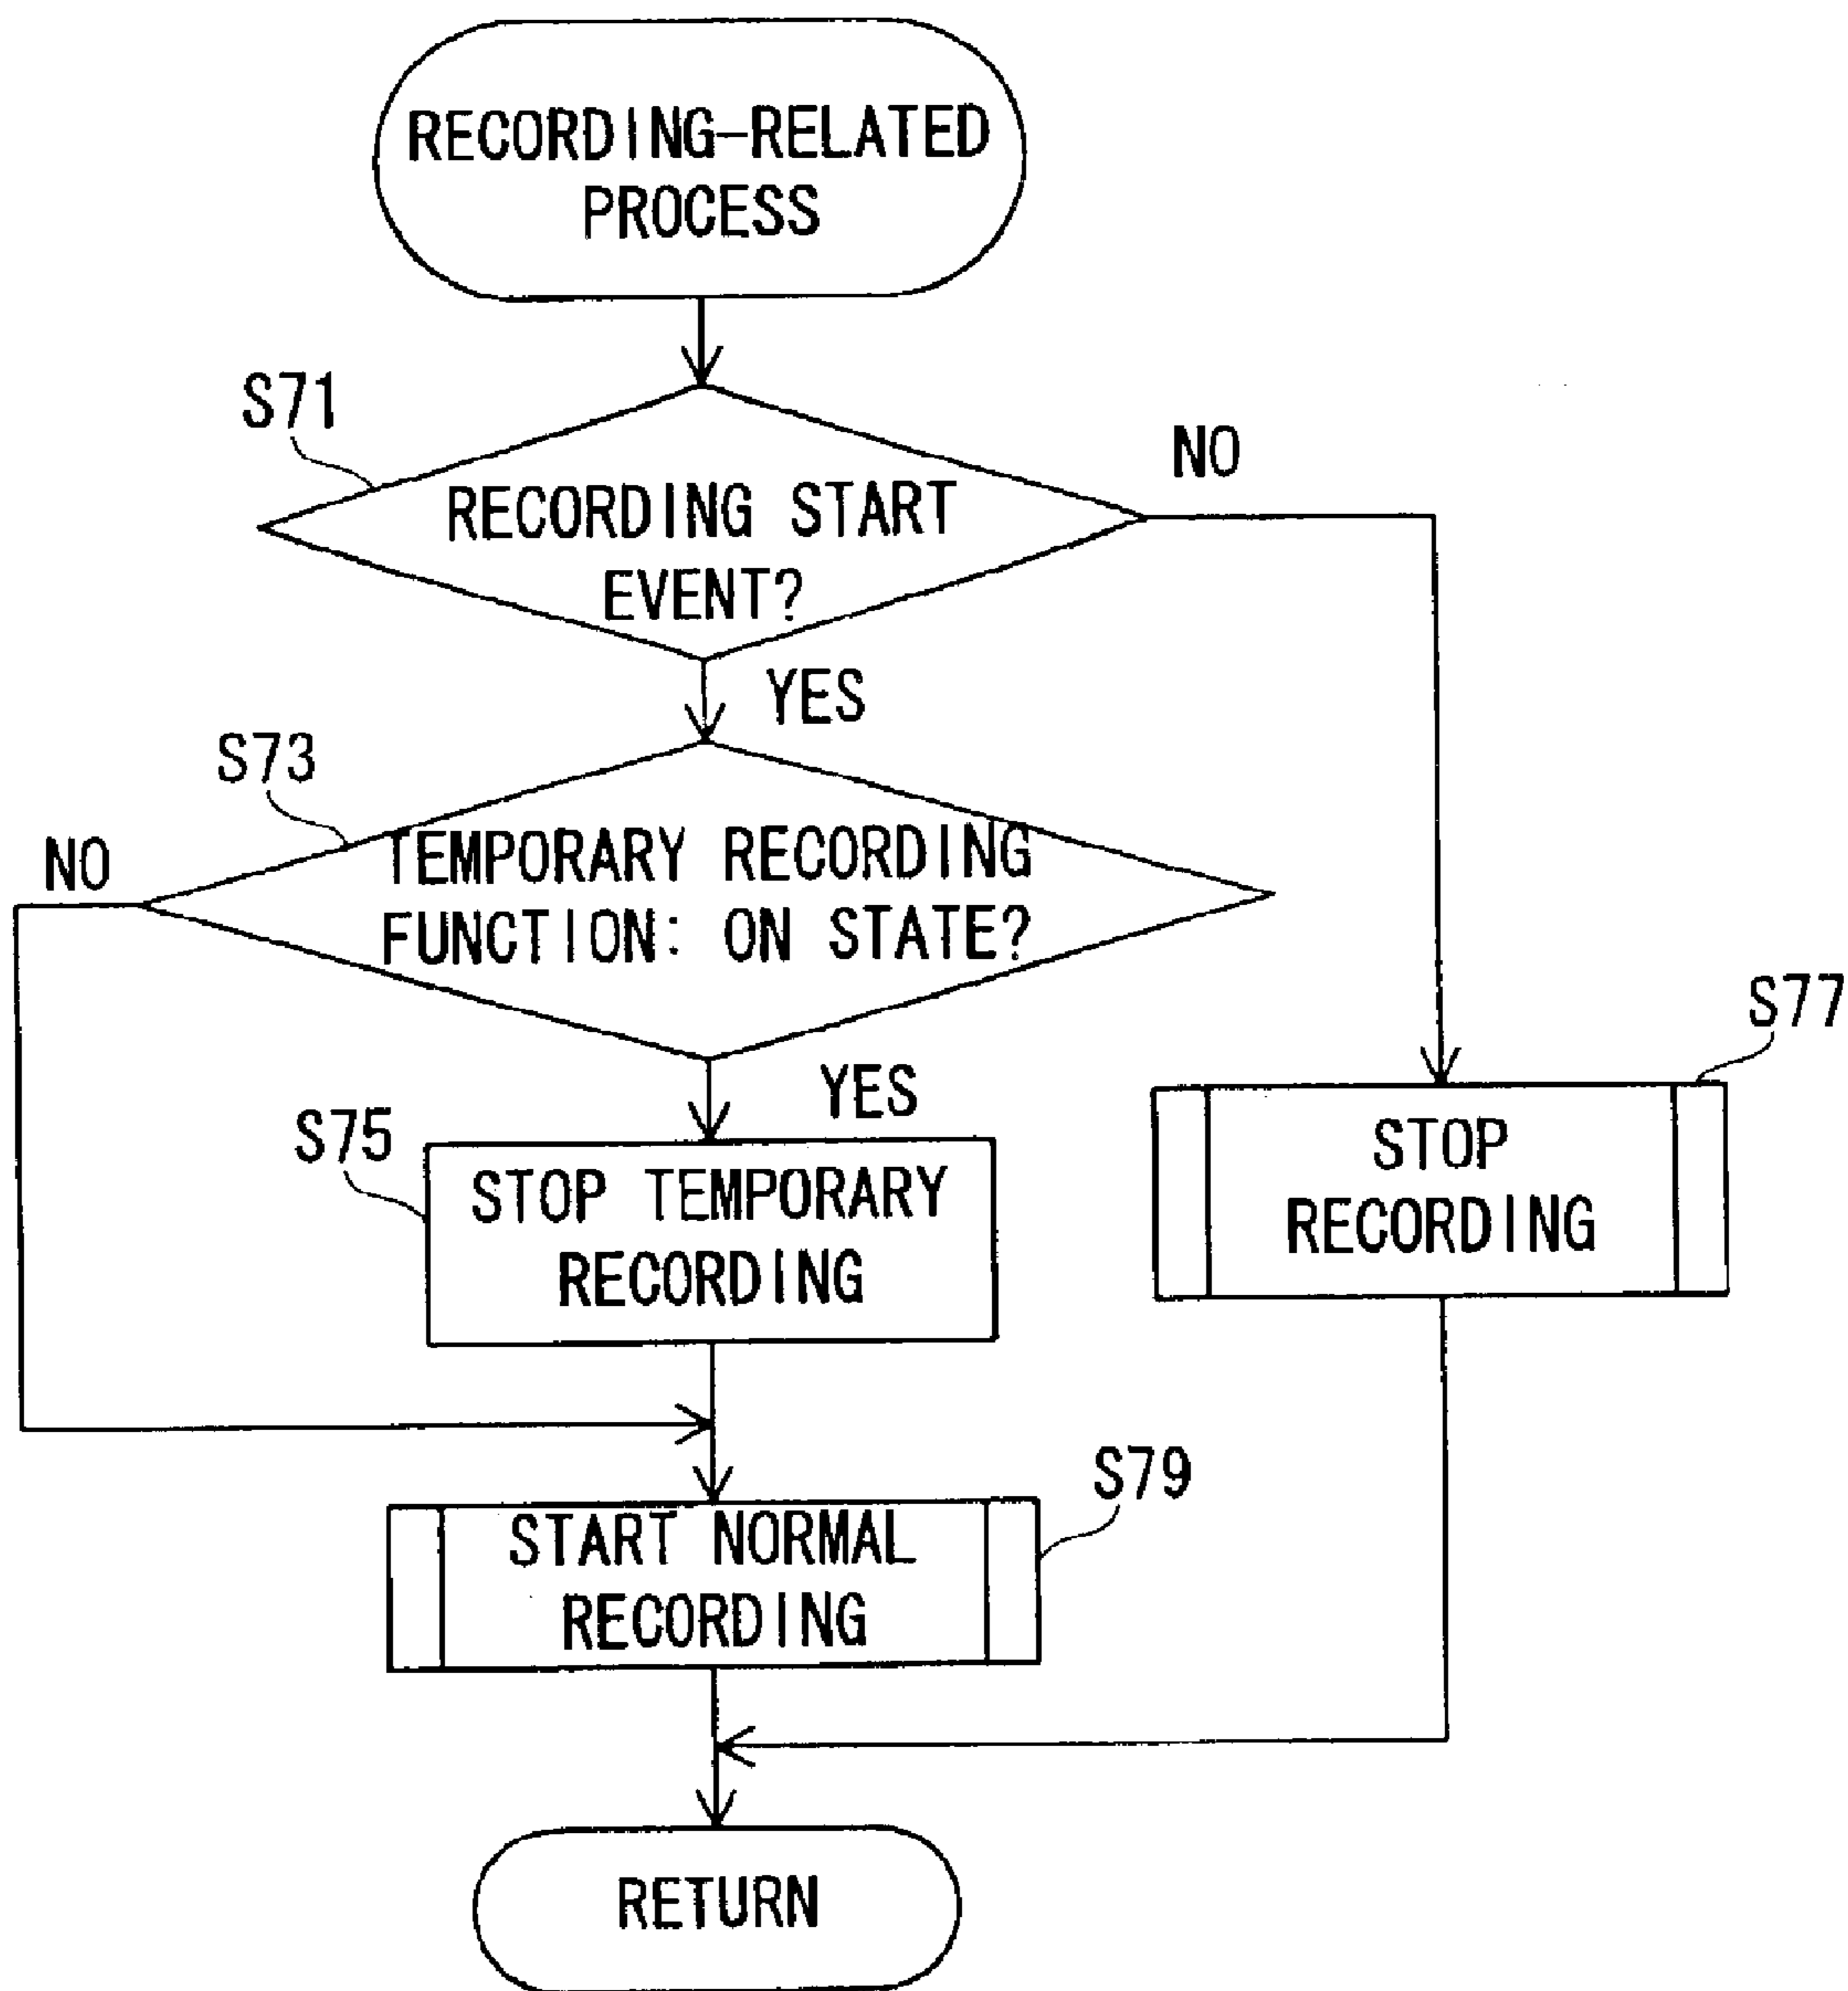 RECORDING-RELATED
PROCESS
S71
NO
RECORDING START
EVENT?
YES
S73
NO
TEMPORARY RECORDING
FUNCTION: ON STATE?
S77
YES
S75
STOP TEMPORARY
RECORDING
STOP
RECORDING
S79
START NORMAL
RECORDING
RETURN